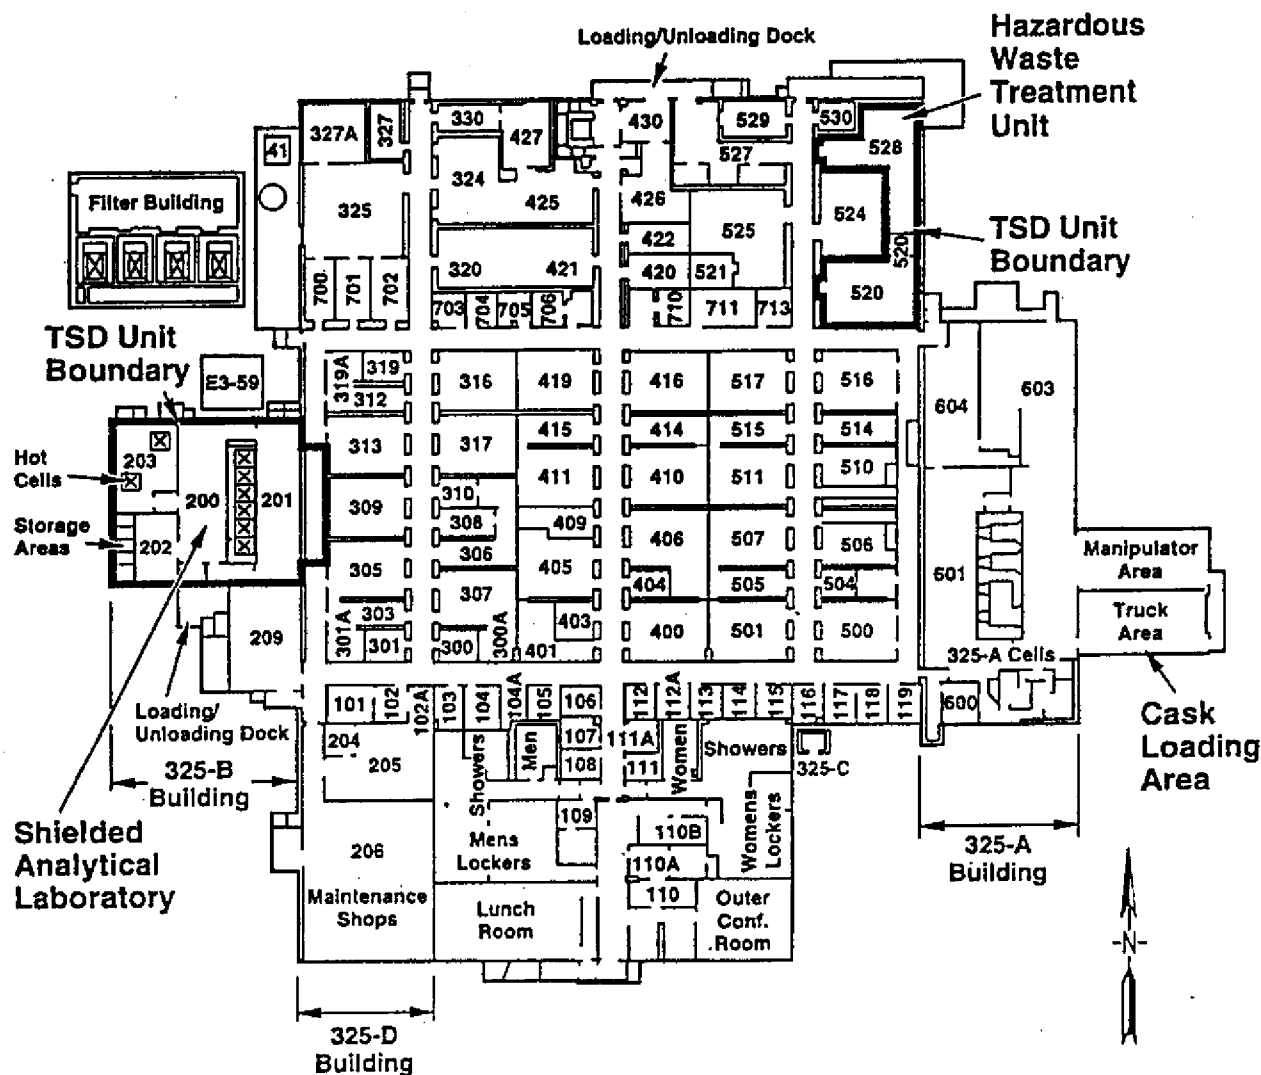 Loading/Unloading Dock
Hazardous
Waste
Treatment
Unit
327A
327
330
427
430
529
530
528
41
527
324
425
426
Filter Building
325
422
525
524
TSD Unit
Boundary
320
421
420
521
520
520
700
701
702
703
704
705
706
710
711
713
TSD Unit
Boundary
E3-59
319A
319
312
316
419
416
517
516
604
603
313
317
415
414
515
514
Hot
Cells
203
200
201
411
410
511
510
309
310
308
409
Storage
Areas
202
306
406
507
506
Manipulator
Area
305
307
405
404
505
504
601
Truck
Area
209
301A
303
301
300
300A
403
401
400
501
500
325-A Cells
Loading/
Unloading Dock
101
102
102A
103
104
104A
105
106
112
112A
113
114
115
116
117
118
119
600
Cask
Loading
Area
204
205
Showers
Men
107
108
111A
111
Women
Showers
325-C
325-B
Building
Shielded
Analytical
Laboratory
206
Maintenance
Shops
Mens
Lockers
109
110B
110A
110
Womens
Lockers
325-A
Building
Lunch
Room
Outer
Conf.
Room
-N-
325-D
Building